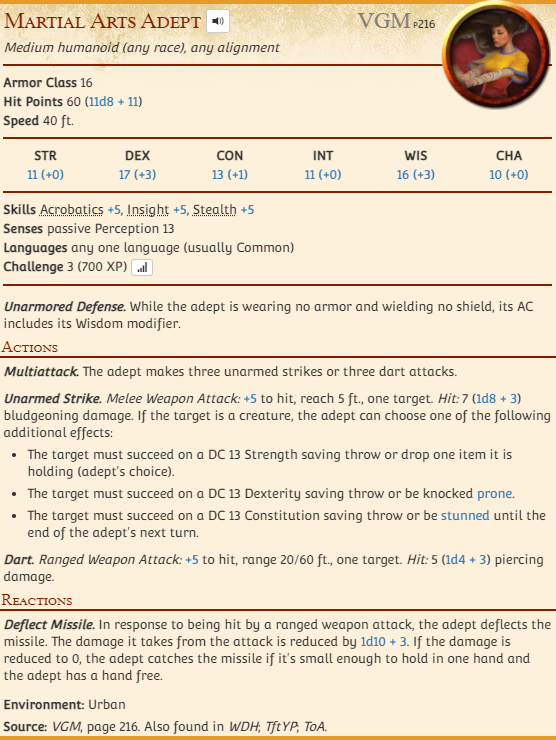 Martial Arts Adept
VGM P216
Medium humanoid (any race), any alignment
Armor Class 16
Hit Points 60 (11d8 + 11)
Speed 40 ft.
STR DEX CON INT WIS CHA
11 (+0) 17 (+3) 13 (+1) 11 (+0) 16 (+3) 10 (+0)
Skills Acrobatics +5, Insight +5, Stealth +5
Senses passive Perception 13
Languages any one language (usually Common)
Challenge 3 (700 XP)
Unarmored Defense. While the adept is wearing no armor and wielding no shield, its AC
includes its Wisdom modifier.
Actions
Multiattack. The adept makes three unarmed strikes or three dart attacks.
Unarmed Strike. Melee Weapon Attack: +5 to hit, reach 5 ft., one target. Hit: 7 (1d8 + 3)
bludgeoning damage. If the target is a creature, the adept can choose one of the following
additional effects:
• The target must succeed on a DC 13 Strength saving throw or drop one item it is
holding (adept's choice).
• The target must succeed on a DC 13 Dexterity saving throw or be knocked prone.
• The target must succeed on a DC 13 Constitution saving throw or be stunned until the
end of the adept's next turn.
Dart. Ranged Weapon Attack: +5 to hit, range 20/60 ft., one target. Hit: 5 (1d4 + 3) piercing
damage.
Reactions
Deflect Missile. In response to being hit by a ranged weapon attack, the adept deflects the
missile. The damage it takes from the attack is reduced by 1d10 + 3. If the damage is
reduced to 0, the adept catches the missile if it's small enough to hold in one hand and
the adept has a hand free.
Environment: Urban
Source: VGM, page 216. Also found in WDH; TftYP; ToA.